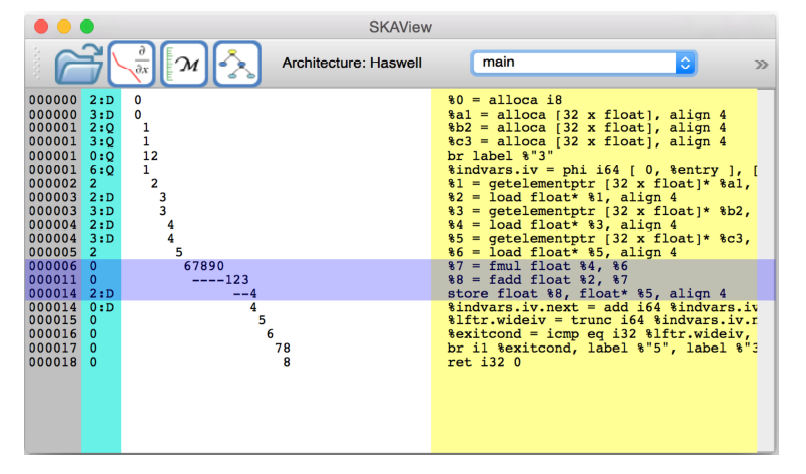 SKAView
∂
∂x M Architecture: Haswell main »
000000 2:D 0 %0 = alloca i8
000000 3:D 0 %a1 = alloca [32 x float], align 4
000001 2:Q 1 %b2 = alloca [32 x float], align 4
000001 3:Q 1 %c3 = alloca [32 x float], align 4
000001 0:Q 12 br label %"3"
000001 6:Q 1 %indvars.iv = phi i64 [ 0, %entry ], [
000002 2 2 %1 = getelementptr [32 x float]* %a1,
000003 2:D 3 %2 = load float* %1, align 4
000003 3:D 3 %3 = getelementptr [32 x float]* %b2,
000004 2:D 4 %4 = load float* %3, align 4
000004 3:D 4 %5 = getelementptr [32 x float]* %c3,
000005 2 5 %6 = load float* %5, align 4
000006 0 67890 %7 = fmul float %4, %6
000011 0 ----123 %8 = fadd float %2, %7
000014 2:D --4 store float %8, float* %5, align 4
000014 0:D 4 %indvars.iv.next = add i64 %indvars.iv
000015 0 5 %lftr.wideiv = trunc i64 %indvars.iv.n
000016 0 6 %exitcond = icmp eq i32 %lftr.wideiv,
000017 0 78 br i1 %exitcond, label %"5", label %"3
000018 0 8 ret i32 0